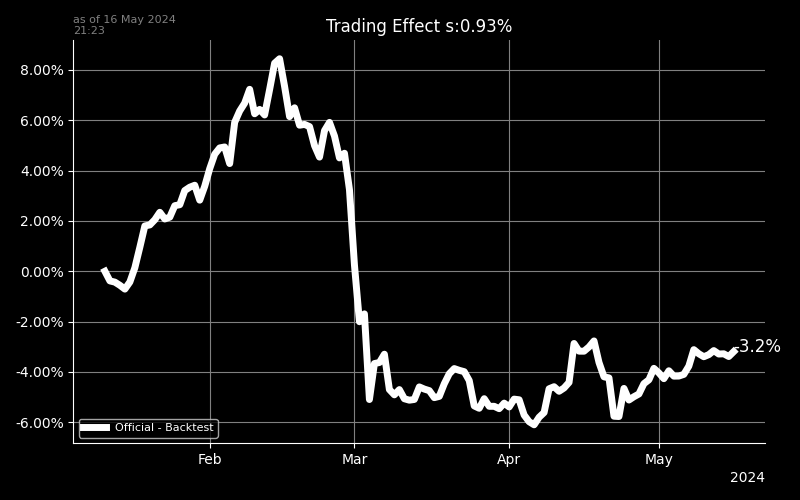 as of 16 May 2024
21:23
Trading Effect s:0.93%
8.00%
6.00%
4.00%
2.00%
0.00%
-2.00%
-4.00%
-6.00%
-3.2%
Official - Backtest
Feb
Mar
Apr
May
2024